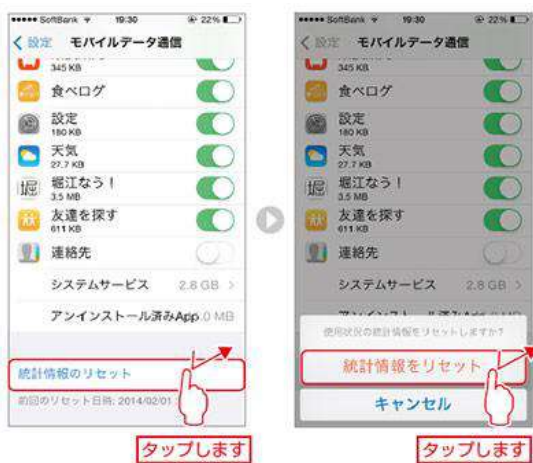 SoftBank 19:30 22%
設定 モバイルデータ通信
345 KB
食べログ
設定
180 KB
天気
27.7 KB
堀江なう！
3.5 MB
友達を探す
611 KB
連絡先
システムサービス 2.8 GB
アンインストール済みApp .0 MB
統計情報のリセット
前回のリセット日時: 2014/02/01
タップします
SoftBank 19:30 22%
設定 モバイルデータ通信
345 KB
食べログ
設定
180 KB
天気
27.7 KB
堀江なう！
3.5 MB
友達を探す
611 KB
連絡先
システムサービス 2.8 GB
使用状況の統計情報をリセットしますか?
統計情報をリセット
キャンセル
タップします